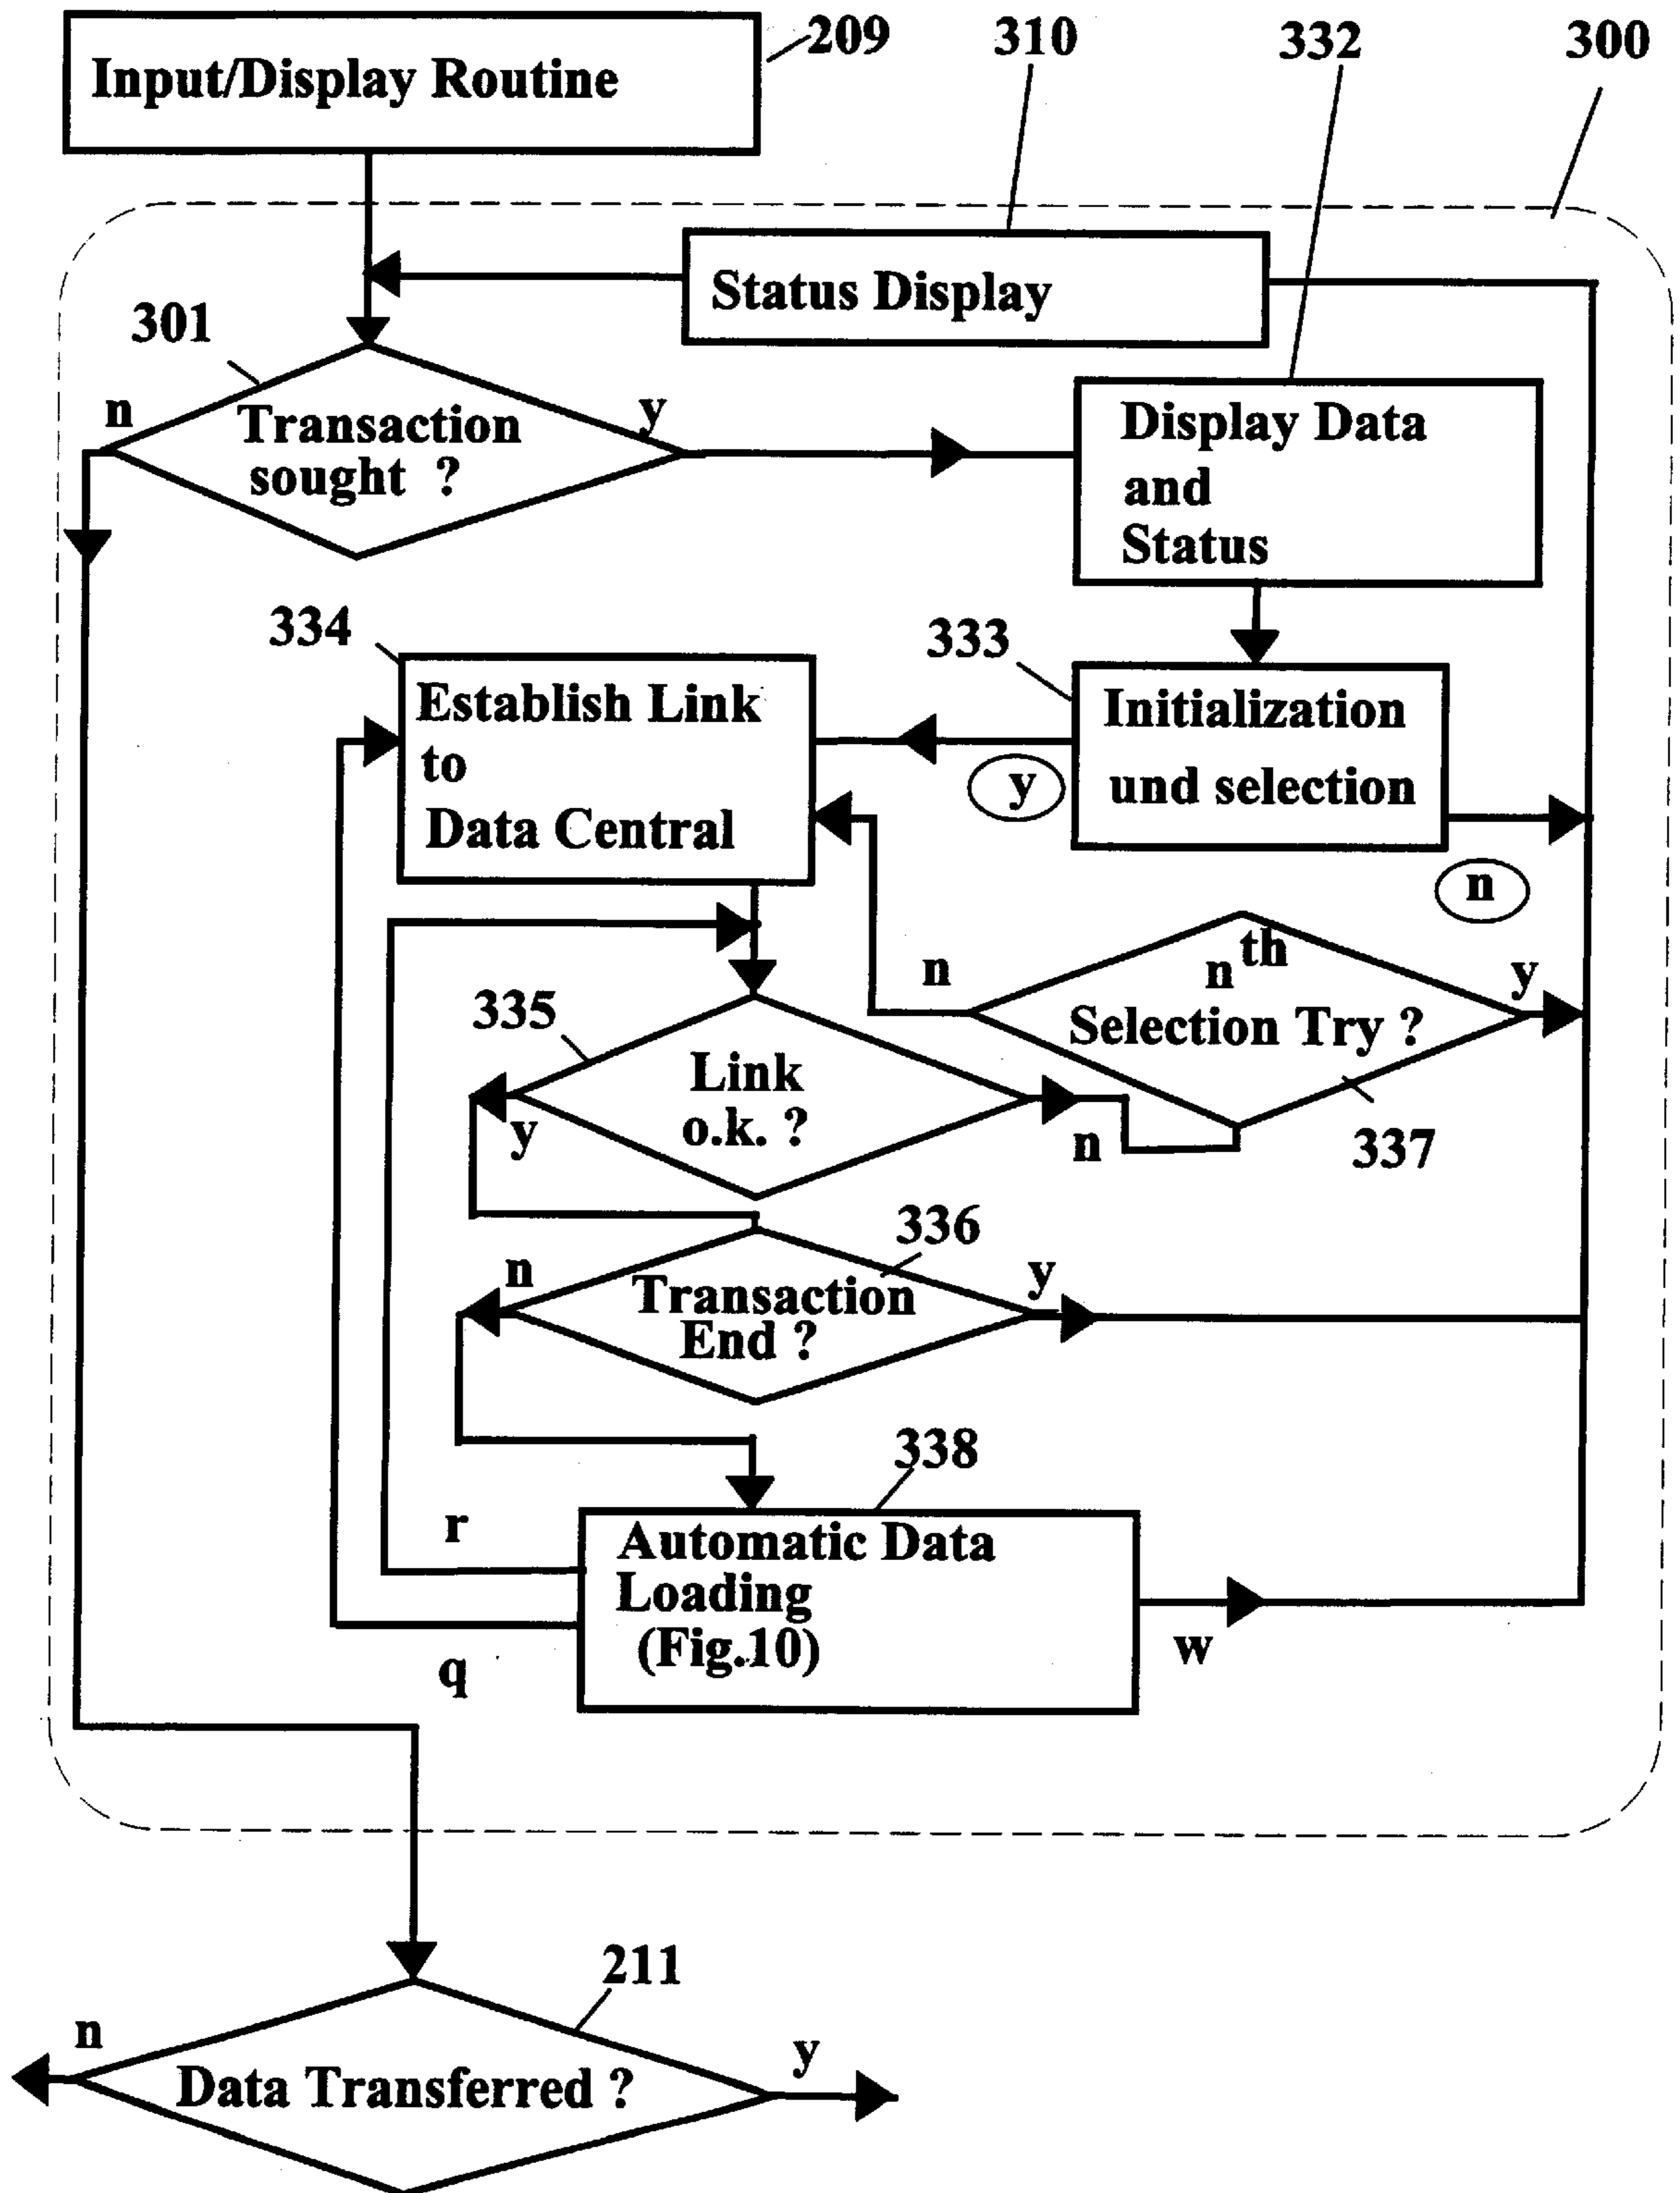 209
310
332
300
Input/Display Routine
Status Display
301
n
y
Transaction
sought ?
Display Data
and
Status
334
333
Establish Link
to
Data Central
y
Initialization
und selection
n
n
nth
Selection Try ?
y
335
Link
o.k. ?
y
n
337
336
n
Transaction
End ?
y
338
r
Automatic Data
Loading
(Fig.10)
q
w
211
n
Data Transferred ?
y